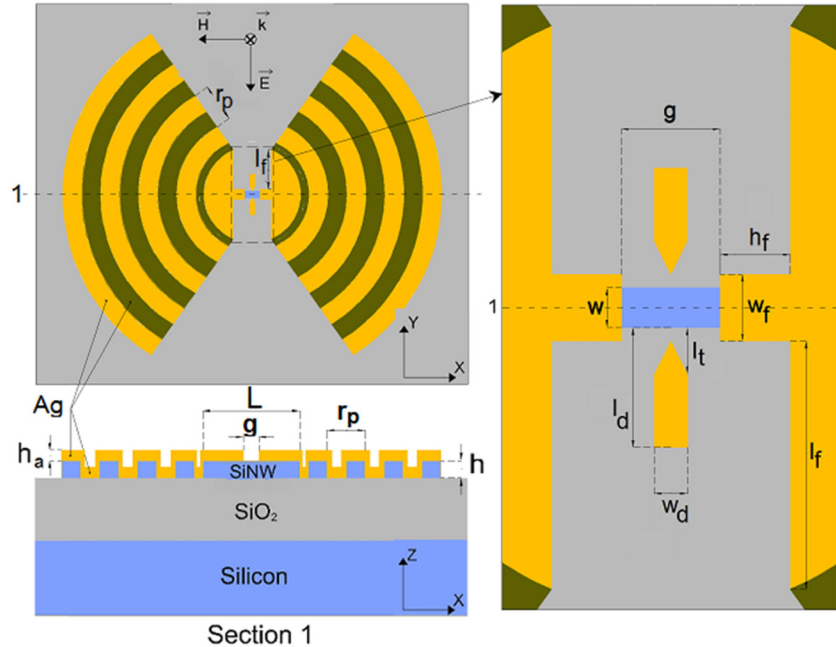 H
k
E
r_p
l_f
1
Y
X
Ag
L
g
r_p
h_a
h
SiNW
SiO₂
Silicon
Z
X
Section 1
g
h_f
w
w_f
1
l_t
l_d
l_f
w_d